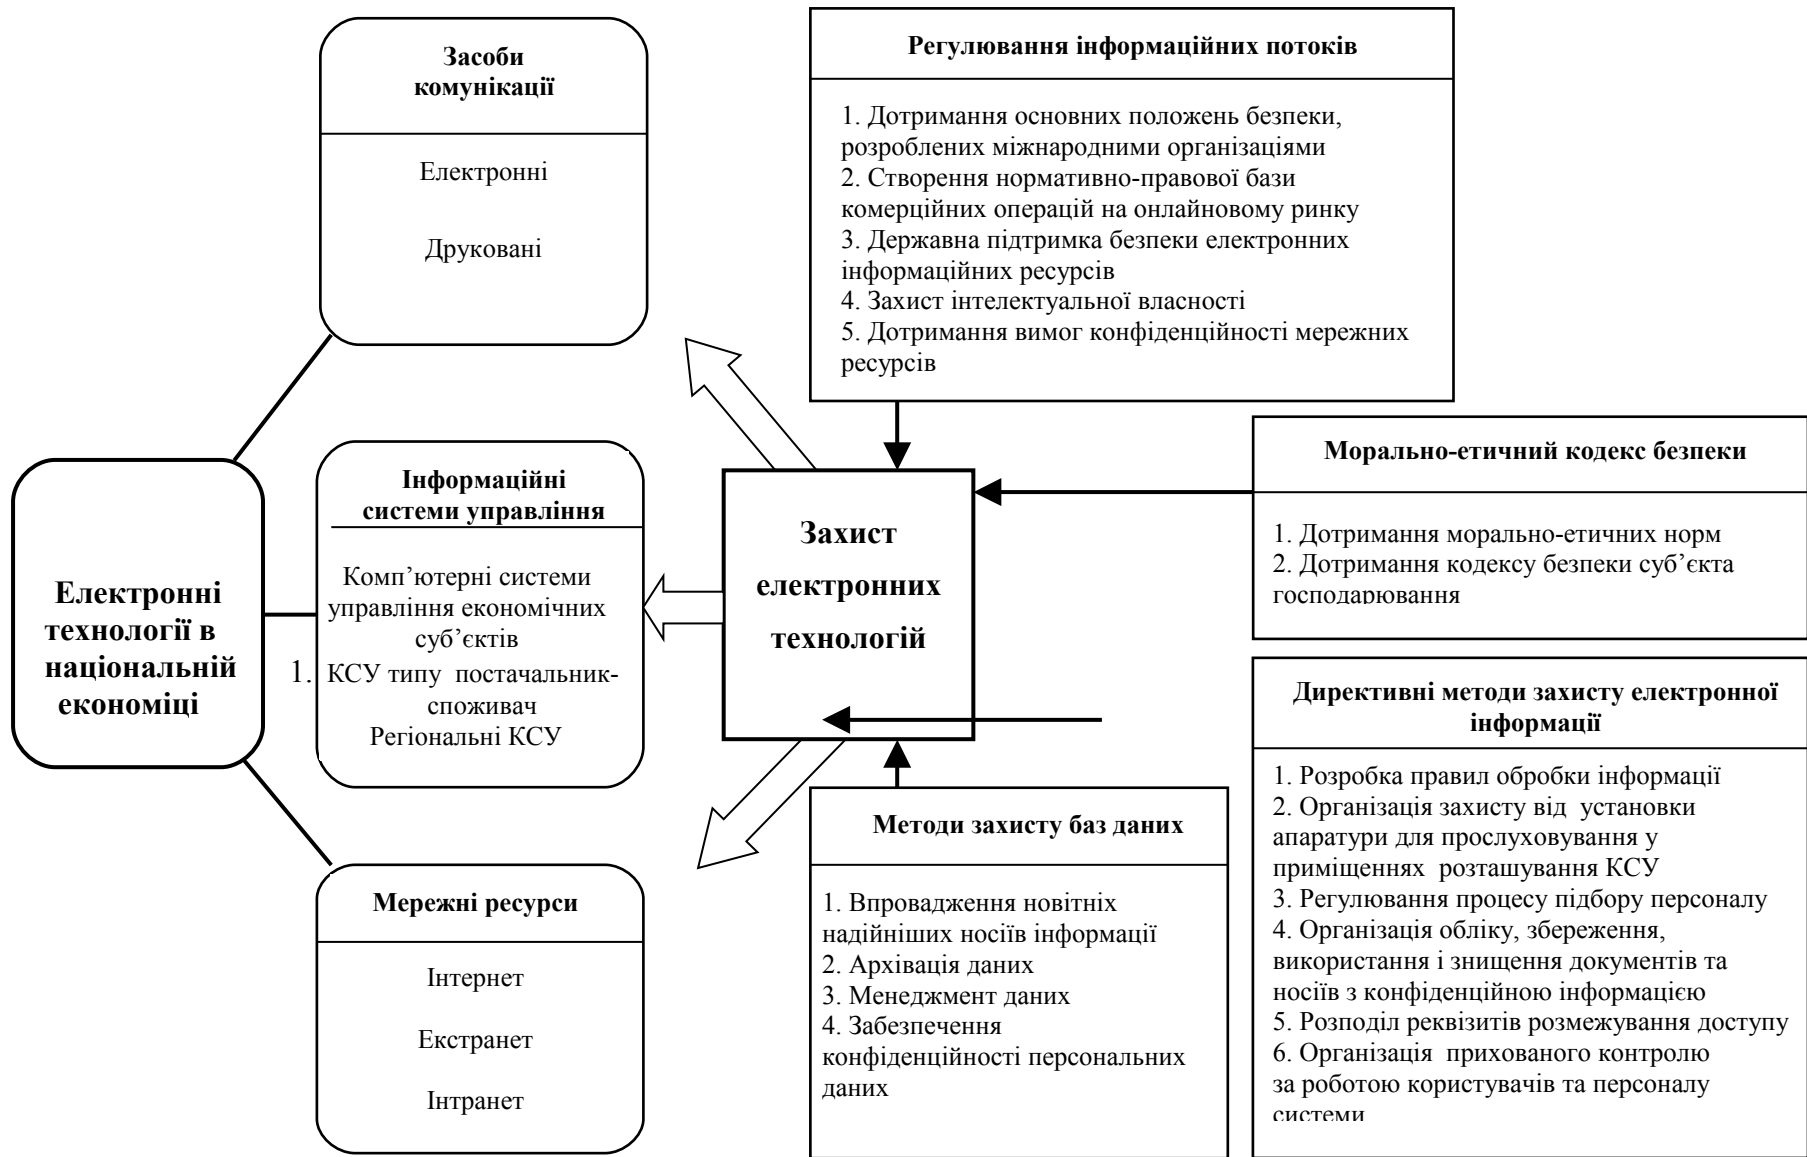 Засоби
комунікації
Електронні
Друковані
Регулювання інформаційних потоків
1. Дотримання основних положень безпеки,
розроблених міжнародними організаціями
2. Створення нормативно-правової бази
комерційних операцій на онлайновому ринку
3. Державна підтримка безпеки електронних
інформаційних ресурсів
4. Захист інтелектуальної власності
5. Дотримання вимог конфіденційності мережних
ресурсів
Електронні
технології в
національній
економіці
Інформаційні
системи управління
Комп’ютерні системи
управління економічних
суб’єктів
1. КСУ типу постачальник-
споживач
Регіональні КСУ
Захист
електронних
технологій
Морально-етичний кодекс безпеки
1. Дотримання морально-етичних норм
2. Дотримання кодексу безпеки суб’єкта
господарювання
Мережні ресурси
Інтернет
Екстранет
Інтранет
Методи захисту баз даних
1. Впровадження новітніх
надійніших носіїв інформації
2. Архівація даних
3. Менеджмент даних
4. Забезпечення
конфіденційності персональних
даних
Директивні методи захисту електронної
інформації
1. Розробка правил обробки інформації
2. Організація захисту від установки
апаратури для прослуховування у
приміщеннях розташування КСУ
3. Регулювання процесу підбору персоналу
4. Організація обліку, збереження,
використання і знищення документів та
носіїв з конфіденційною інформацією
5. Розподіл реквізитів розмежування доступу
6. Організація прихованого контролю
за роботою користувачів та персоналу
системи